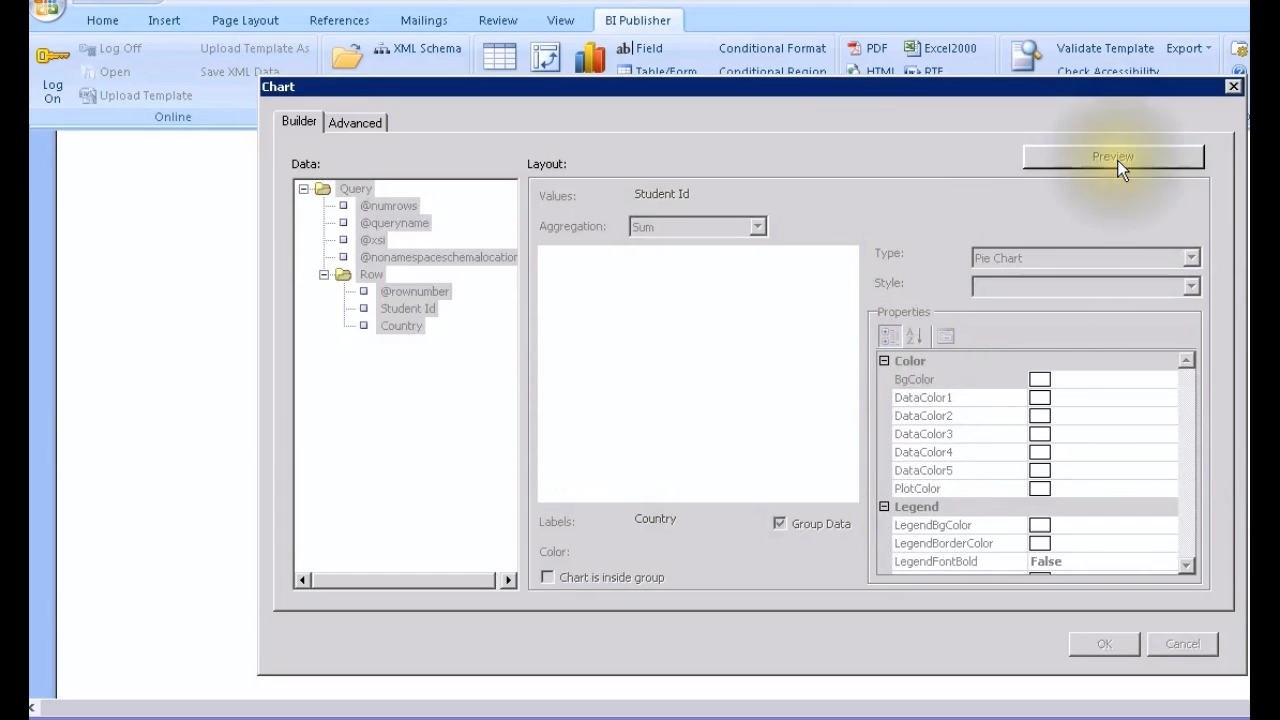 Home Insert Page Layout References Mailings Review View BI Publisher
Log Off Upload Template As XML Schema ab| Field Conditional Format PDF Excel2000 Validate Template Export
Open Save XML Data Table/Form Conditional Region HTML RTF Check Accessibility
Log On Upload Template
Online
Chart
Builder Advanced
Preview
Data: Layout:
Query
@numrows
@queryname
@xsi
@nonamespaceschemalocation
Row
@rownumber
Student Id
Country
Values: Student Id
Aggregation: Sum
Type: Pie Chart
Style:
Properties
Color
BgColor
DataColor1
DataColor2
DataColor3
DataColor4
DataColor5
PlotColor
Legend
LegendBgColor
LegendBorderColor
LegendFontBold False
Labels: Country Group Data
Color:
Chart is inside group
OK Cancel